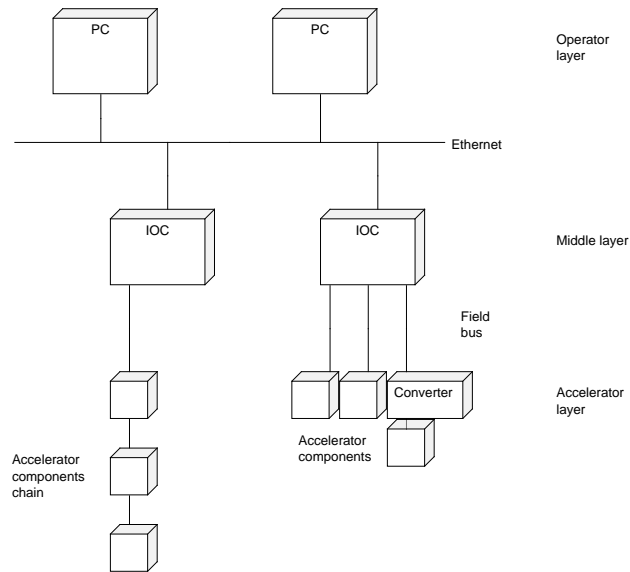 PC
PC
Operator
layer
Ethernet
IOC
IOC
Middle layer
Field
bus
Converter
Accelerator
layer
Accelerator
components
Accelerator
components
chain